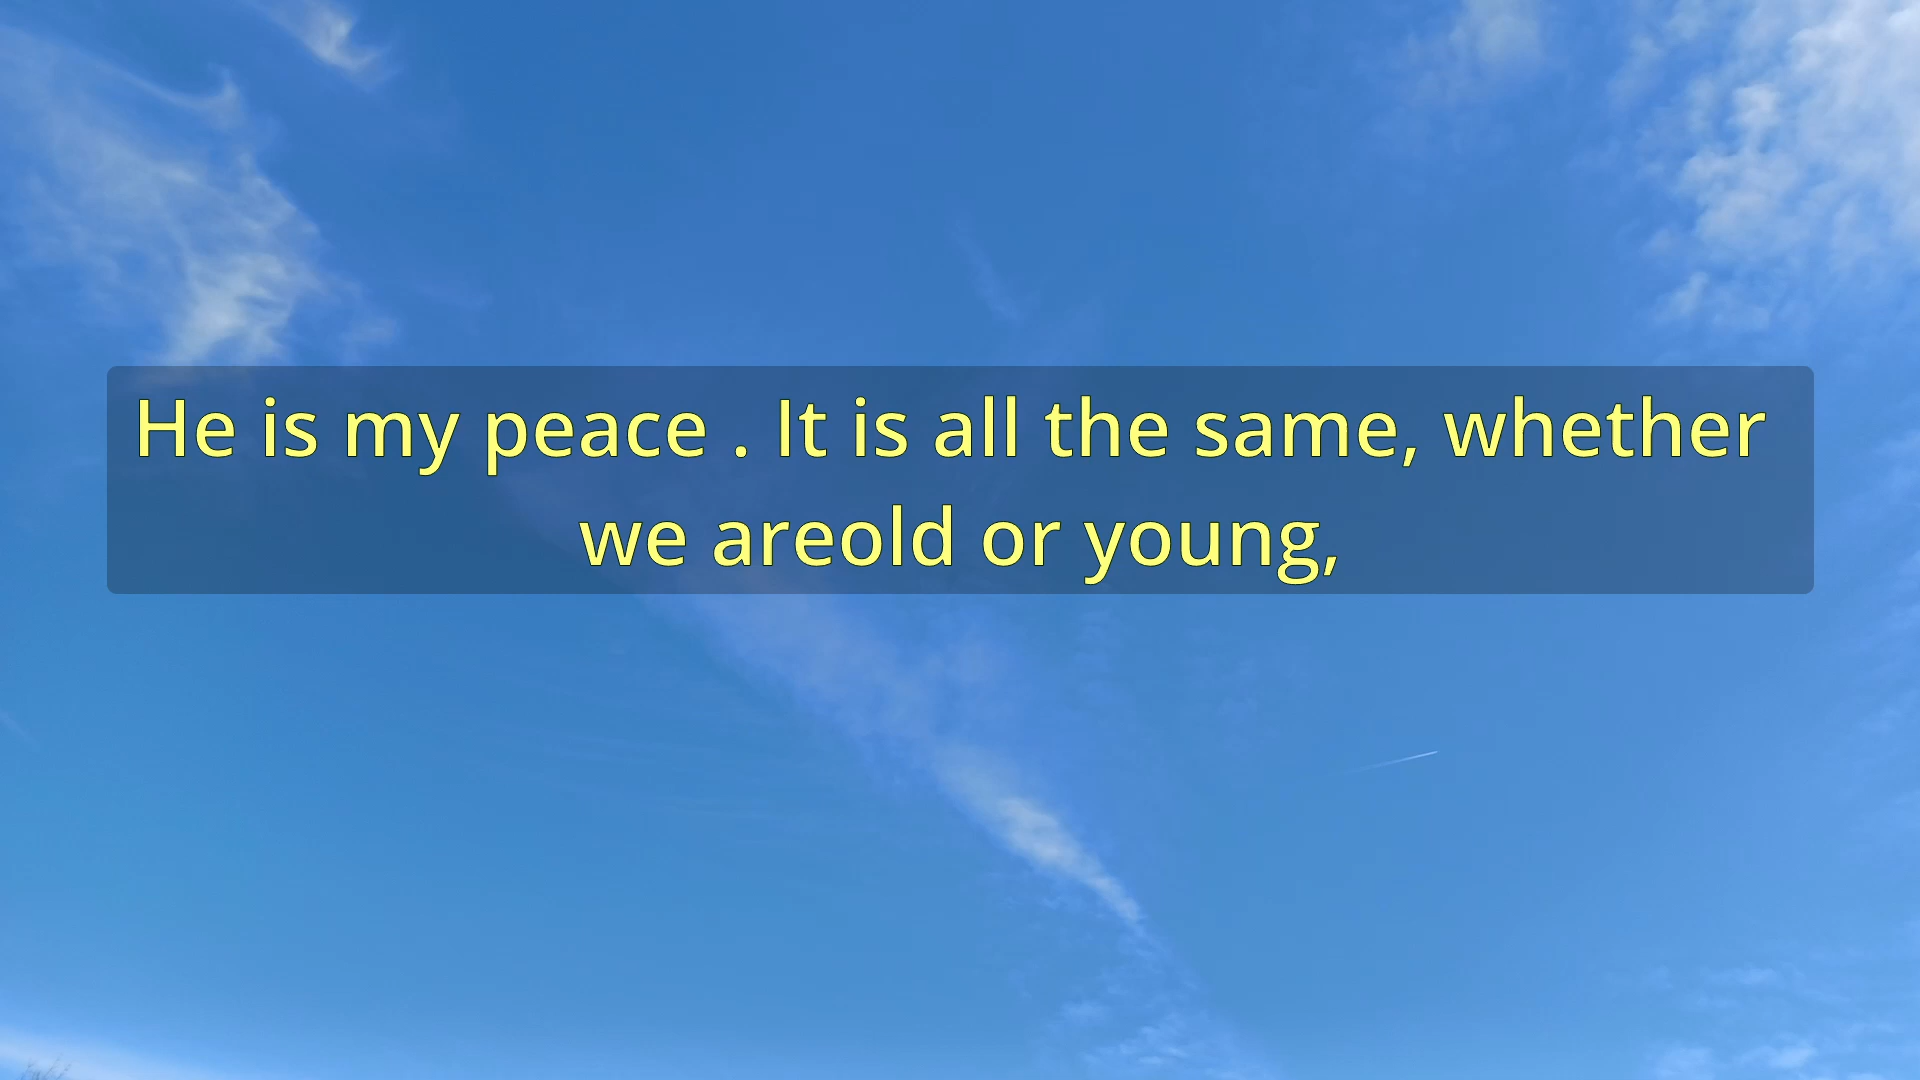 He is my peace . It is all the same, whether
we areold or young,